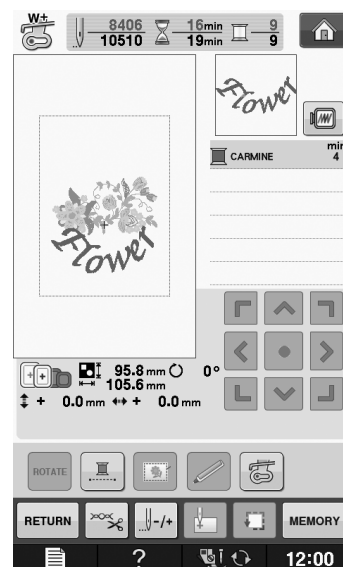 W+
8406 16min 9
10510 19min 9
Flower
min
CARMINE 4
Flower
95.8 mm 0°
105.6 mm
+ 0.0 mm + 0.0 mm
ROTATE
RETURN -/+ MEMORY
? 12:00